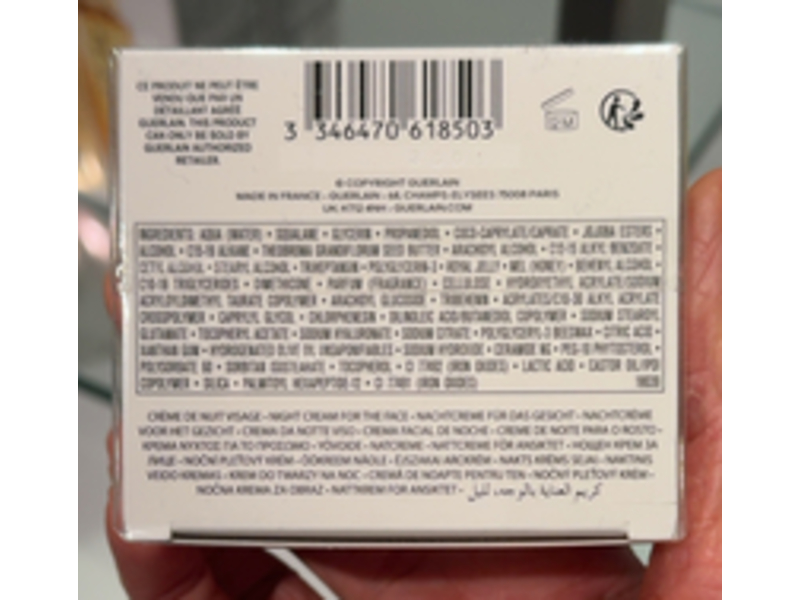 CE PRODUIT NE PEUT ÊTRE
VENDU QUE PAR UN
DÉTAILLANT AGRÉÉ
GUERLAIN. THIS PRODUCT
CAN ONLY BE SOLD BY
GUERLAIN AUTHORIZED
RETAILER
3 346470 618503
© COPYRIGHT GUERLAIN
MADE IN FRANCE - GUERLAIN - 68, CHAMPS-ELYSEES 75008 PARIS
UK: H7Q 4NH - GUERLAIN.COM
INGREDIENTS: AQUA (WATER) • SQUALANE • GLYCERIN • PROPANEDIOL • COCO-CAPRYLATE/CAPRATE • JOJOBA ESTERS •
ALCOHOL • C15-19 ALKANE • THEOBROMA GRANDIFLORUM SEED BUTTER • ARACHIDYL ALCOHOL • C12-15 ALKYL BENZOATE •
CETYL ALCOHOL • STEARYL ALCOHOL • POLYGLYCERIN-3 • ROYAL JELLY • MEL (HONEY) • BEHENYL ALCOHOL •
C10-18 TRIGLYCERIDES • DIMETHICONE • PARFUM (FRAGRANCE) • CELLULOSE • HYDROXYETHYL ACRYLATE/SODIUM
ACRYLOYLDIMETHYL TAURATE COPOLYMER • ARACHIDYL GLUCOSIDE • TRIBEHENIN • ACRYLATES/C10-30 ALKYL ACRYLATE
CROSSPOLYMER • CAPRYLYL GLYCOL • CHLORPHENESIN • DILINOLEIC ACID/BUTANEDIOL COPOLYMER • SODIUM STEAROYL
GLUTAMATE • TOCOPHERYL ACETATE • SODIUM HYALURONATE • SODIUM CITRATE • POLYGLYCERYL-3 BEESWAX • CITRIC ACID •
XANTHAN GUM • HYDROGENATED OLIVE OIL UNSAPONIFIABLES • SODIUM HYDROXIDE • CERAMIDE NG • PEG-10 PHYTOSTEROL •
POLYSORBATE 60 • SORBITAN ISOSTEARATE • TOCOPHEROL • CI 77492 (IRON OXIDES) • LACTIC ACID • CASTOR OIL/IPDI
COPOLYMER • SILICA • PALMITOYL HEXAPEPTIDE-12 • CI 77491 (IRON OXIDES)
CRÈME DE NUIT VISAGE - NIGHT CREAM FOR THE FACE - NACHTCREME FÜR DAS GESICHT - NACHTCRÈME
VOOR HET GEZICHT - CREMA DA NOTTE VISO - CREMA FACIAL DE NOCHE - CREME DE NOITE PARA O ROSTO -
ΚΡΕΜΑ ΝΥΧΤΟΣ ΓΙΑ ΤΟ ΠΡΟΣΩΠΟ - YÖVOIDE - NATCREME - NATTCREME FÖR ANSIKTET - НОЩЕН КРЕМ ЗА
ЛИЦЕ - NOČNÍ PLEŤOVÝ KRÉM - ÖÖKREEM NÄOLE - ÉJSZAKAI ARCKRÉM - NAKTS KRĒMS SEJAI - NAKTINIS
VEIDO KREMAS - KREM DO TWARZY NA NOC - CREMĂ DE NOAPTE PENTRU TEN - NOČNÝ PLEŤOVÝ KRÉM -
NOČNA KREMA ZA OBRAZ - NATTKREM FOR ANSIKTET - كريم العناية بالوجه، لليل